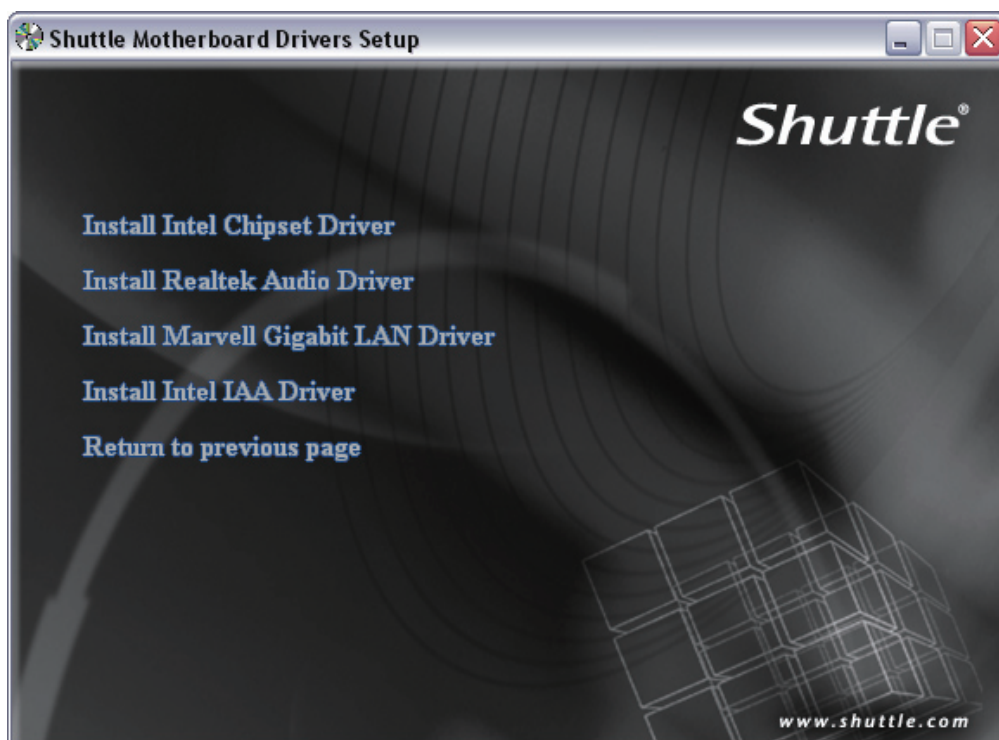 Shuttle Motherboard Drivers Setup
Shuttle®
Install Intel Chipset Driver
Install Realtek Audio Driver
Install Marvell Gigabit LAN Driver
Install Intel IAA Driver
Return to previous page
www.shuttle.com